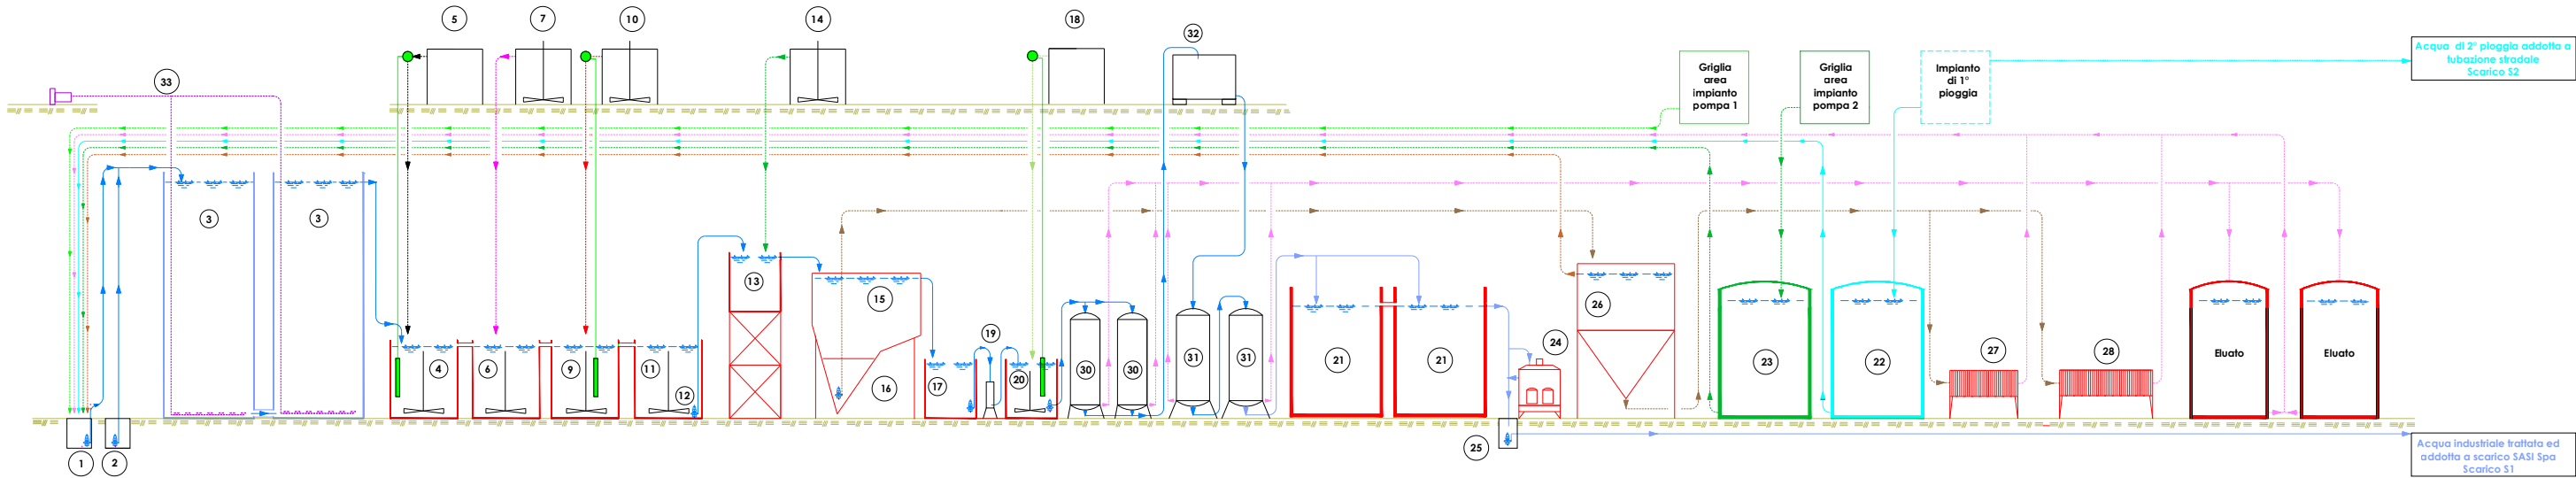 5
7
10
14
18
32
33
Griglia
area
impianto
pompa 1
Griglia
area
impianto
pompa 2
Impianto
di 1°
pioggia
Acqua di 2° pioggia addotta a
tubazione stradale
Scarico S2
3
3
4
6
9
11
12
13
15
16
17
19
20
30
30
31
31
21
21
24
26
23
22
27
28
Eluato
Eluato
1
2
25
Acqua industriale trattata ed
addotta a scarico SASI Spa
Scarico S1